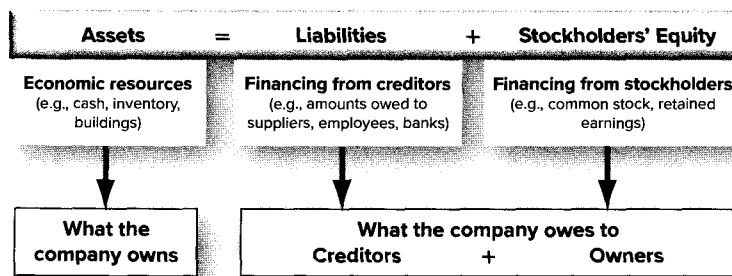 Assets = Liabilities + Stockholders' Equity
Economic resources
(e.g., cash, inventory,
buildings)
Financing from creditors
(e.g., amounts owed to
suppliers, employees, banks)
Financing from stockholders
(e.g., common stock, retained
earnings)
What the
company owns
What the company owes to
Creditors + Owners